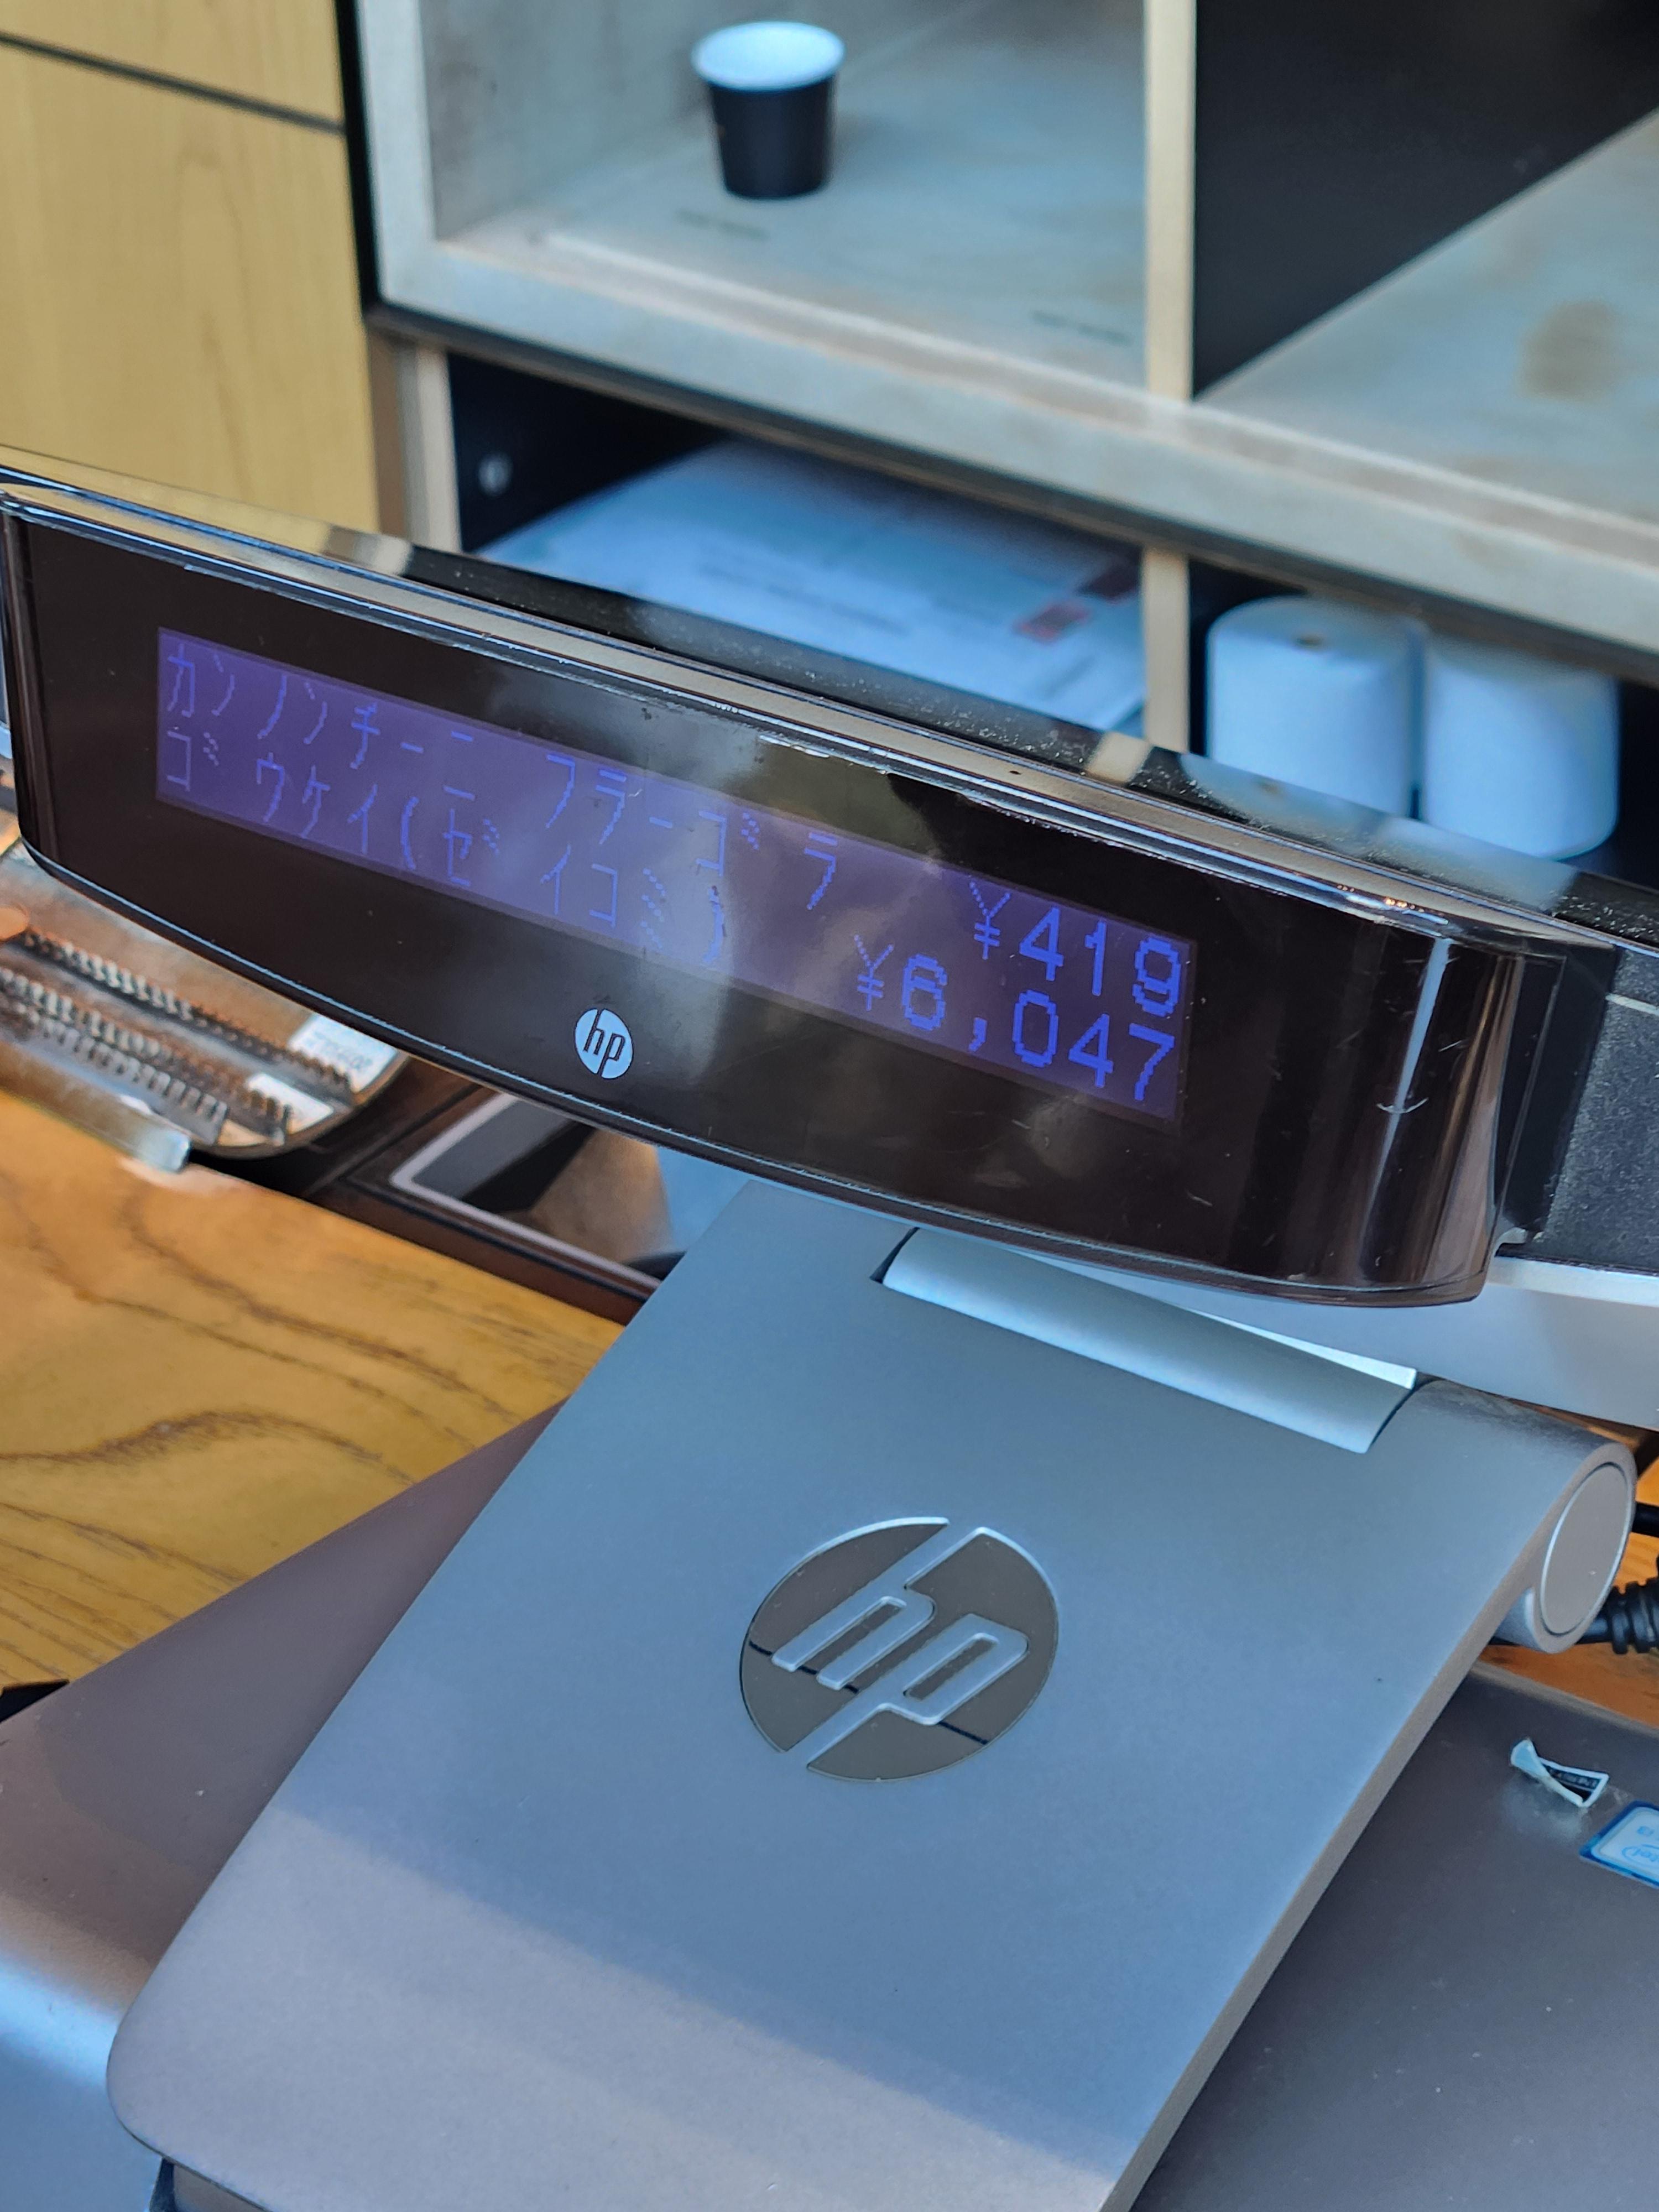 カンノンチーニ フラーゴラ ¥419
ゴウケイ(ゼイコミ) ¥6,047
hp
hp